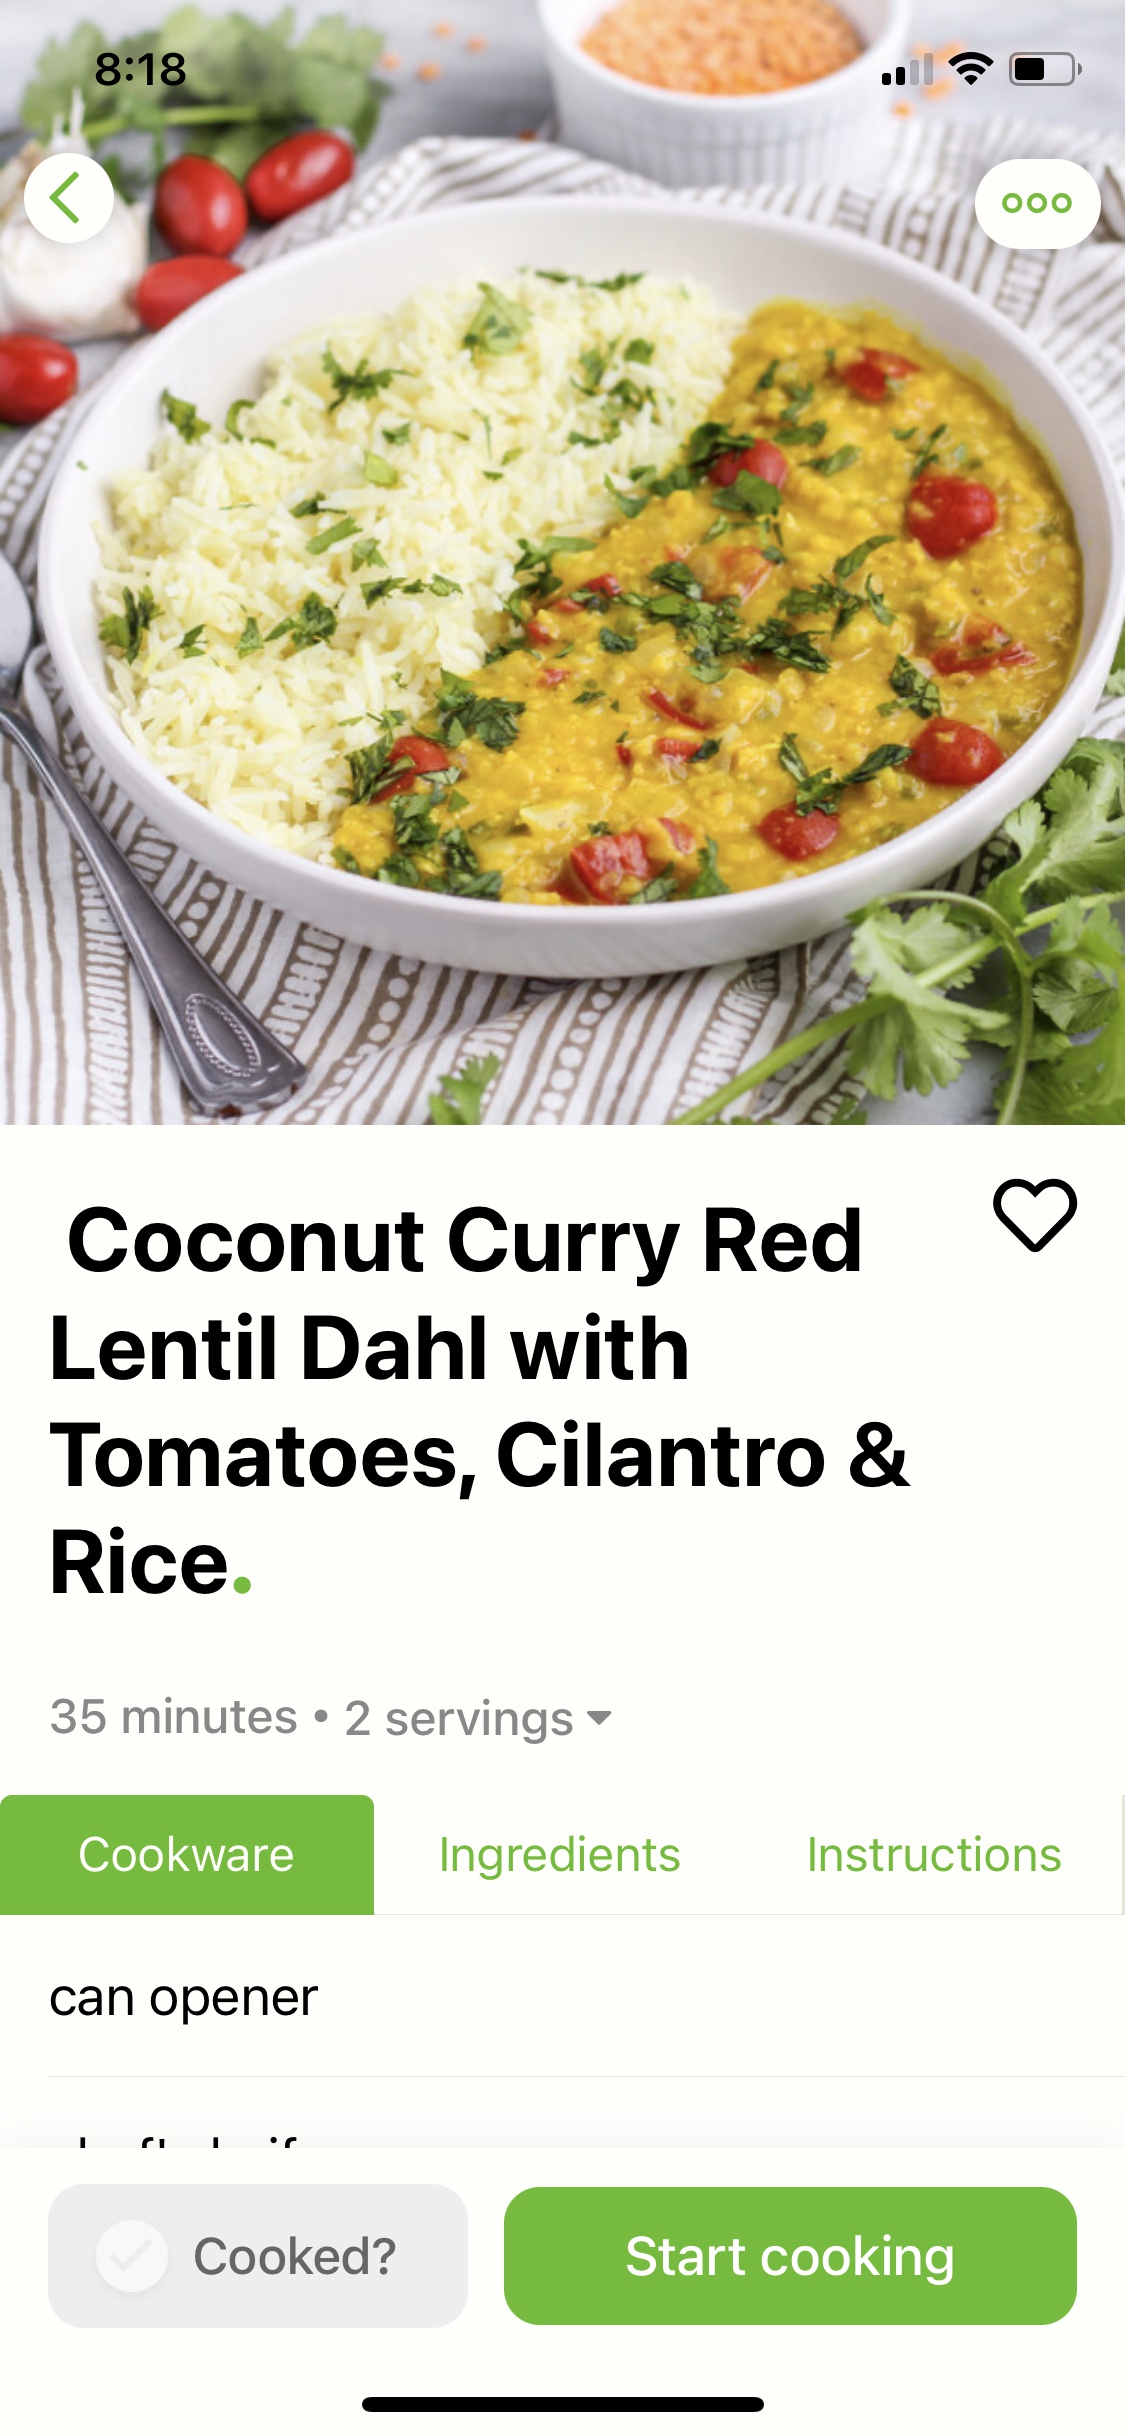 8:18
Coconut Curry Red
Lentil Dahl with
Tomatoes, Cilantro &
Rice.
35 minutes • 2 servings
Cookware
Ingredients
Instructions
can opener
Cooked?
Start cooking